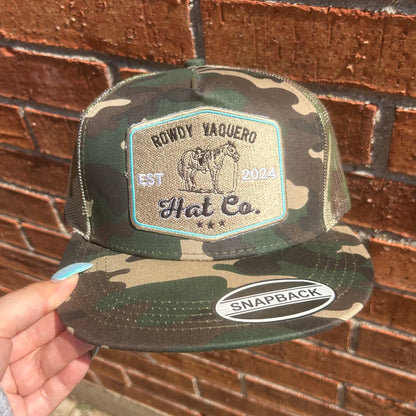 ROWDY VAQUERO
EST 2024
Hat Co.
SNAPBACK